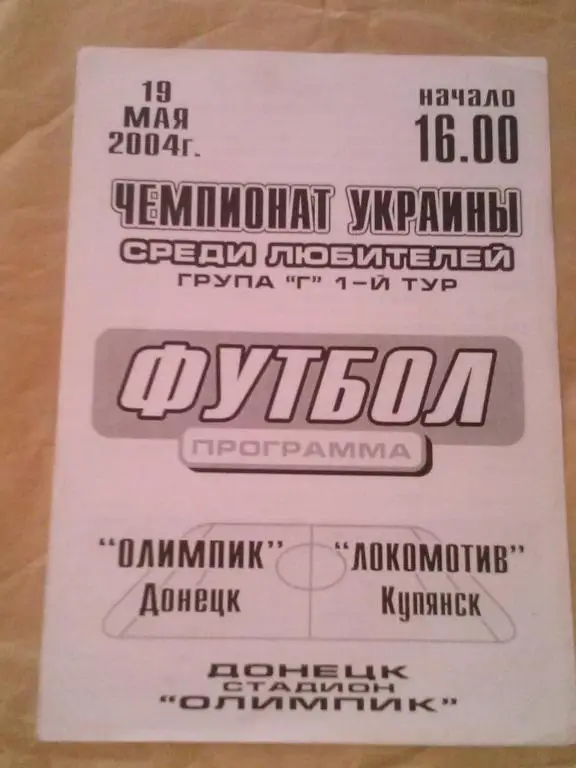 19
МАЯ
2004г.
начало
16.00
ЧЕМПИОНАТ УКРАИНЫ
СРЕДИ ЛЮБИТЕЛЕЙ
ГРУПА "Г" 1-Й ТУР
ФУТБОЛ
ПРОГРАММА
"ОЛИМПИК"
Донецк
"ЛОКОМОТИВ"
Купянск
ДОНЕЦК
СТАДИОН
"ОЛИМПИК"